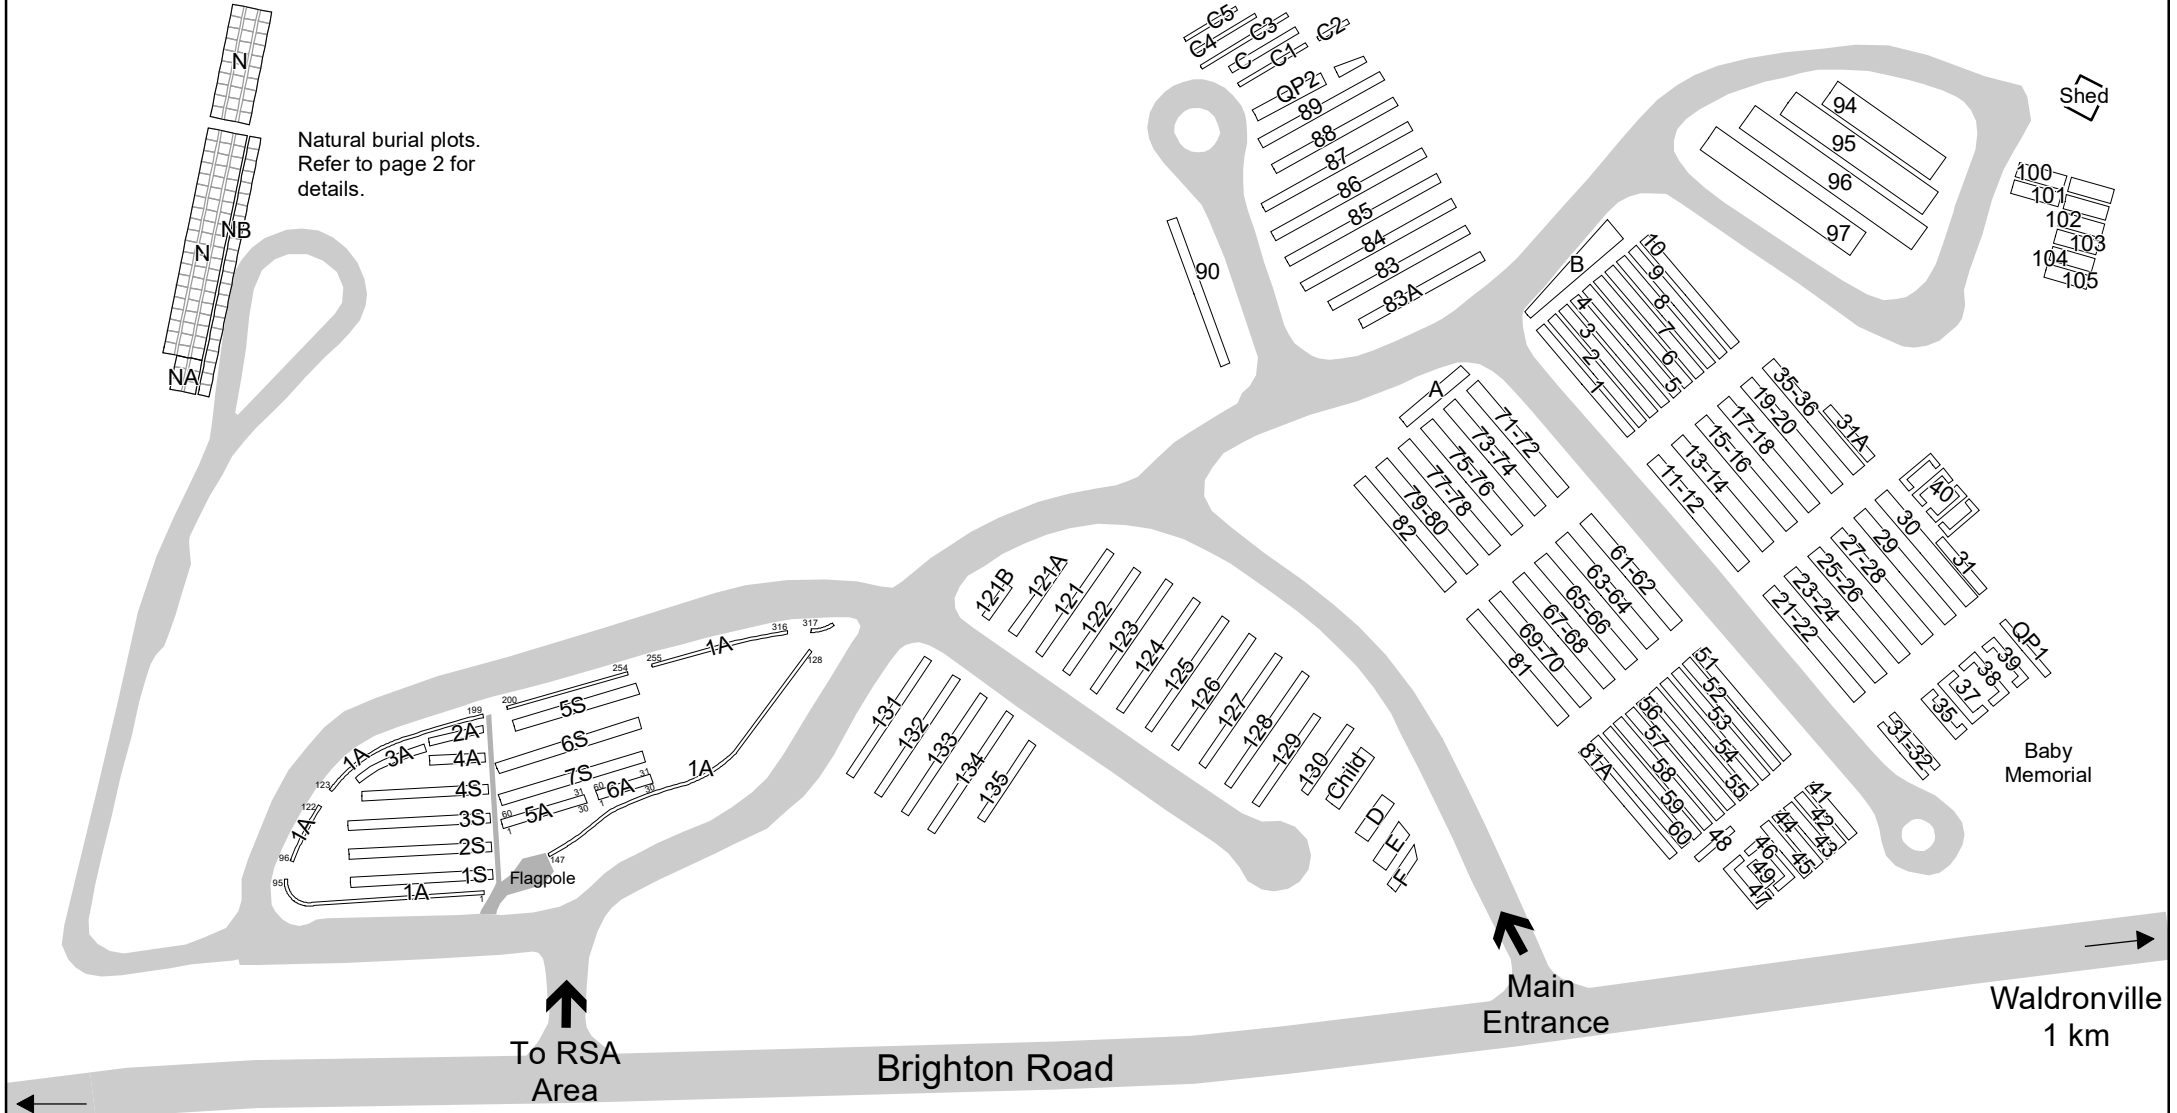 N
Natural burial plots.
Refer to page 2 for
details.
NB
N
NA
C5
C4
C3
C2
C
C1
QP2
89
88
87
86
85
84
83
83A
90
94
95
96
97
Shed
100
101
102
103
104
105
B
10
9
8
7
6
5
4
3
2
1
A
71-72
73-74
75-76
77-78
79-80
82
35-36
19-20
17-18
15-16
13-14
11-12
31A
40
30
29
27-28
25-26
23-24
21-22
31
61-62
63-64
65-66
67-68
69-70
81
QP1
39
38
37
35
31-32
Baby
Memorial
51
52
53
54
55
56
57
58
59
60
81A
41
42
43
44
45
46
49
47
48
121B
121A
121
122
123
124
125
126
127
128
129
130
Child
D
E
F
131
132
133
134
135
316
317
1A
255
254
128
200
5S
199
2A
6S
1A
3A
4A
7S
1A
123
4S
6A
60
31
1
30
5A
60
31
1
30
122
1A
3S
96
2S
147
95
1S
Flagpole
1A
1
Main
Entrance
Waldronville
1 km
To RSA
Area
Brighton Road